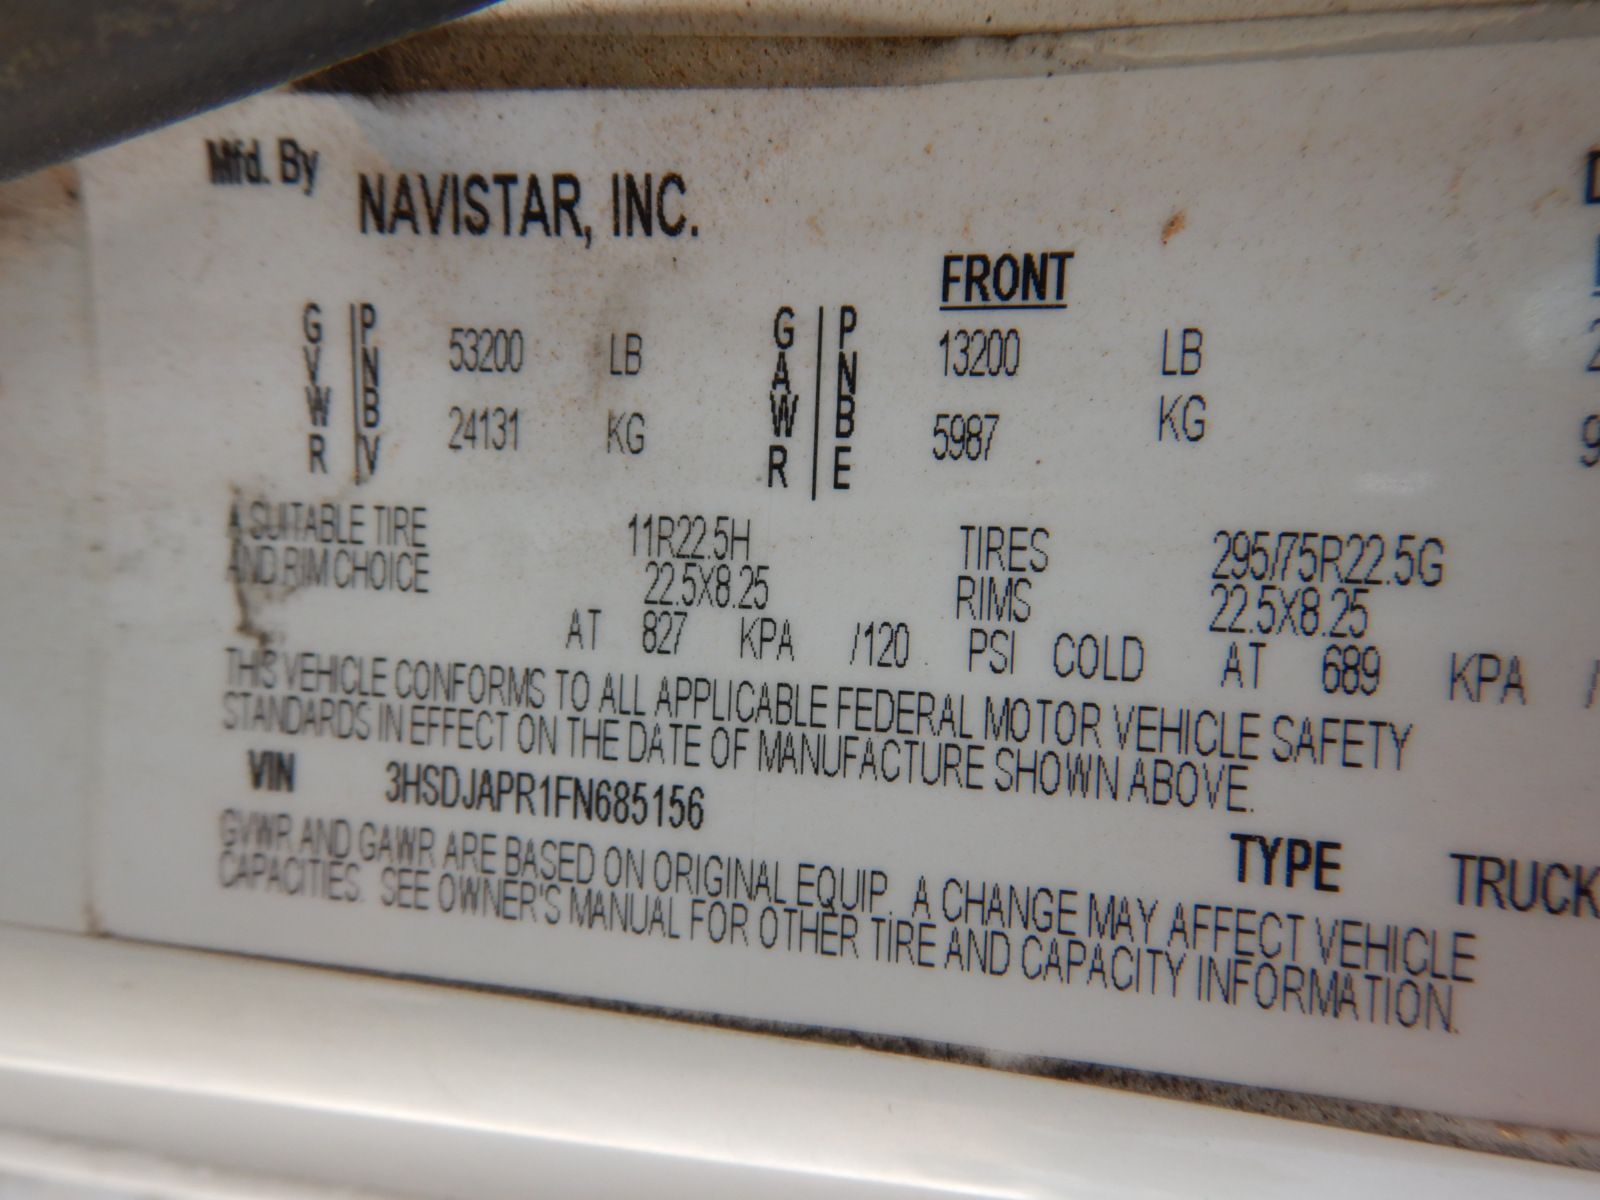 Mfd. By
NAVISTAR, INC.
FRONT
GVWR | PNBV 53200 LB GAWR | PNBE 13200 LB
24131 KG 5987 KG
A SUITABLE TIRE 11R22.5H TIRES 295/75R22.5G
AND RIM CHOICE 22.5X8.25 RIMS 22.5X8.25
AT 827 KPA /120 PSI COLD AT 689 KPA /
THIS VEHICLE CONFORMS TO ALL APPLICABLE FEDERAL MOTOR VEHICLE SAFETY
STANDARDS IN EFFECT ON THE DATE OF MANUFACTURE SHOWN ABOVE.
VIN 3HSDJAPR1FN685156 TYPE TRUCK
GVWR AND GAWR ARE BASED ON ORIGINAL EQUIP. A CHANGE MAY AFFECT VEHICLE
CAPACITIES. SEE OWNER'S MANUAL FOR OTHER TIRE AND CAPACITY INFORMATION.